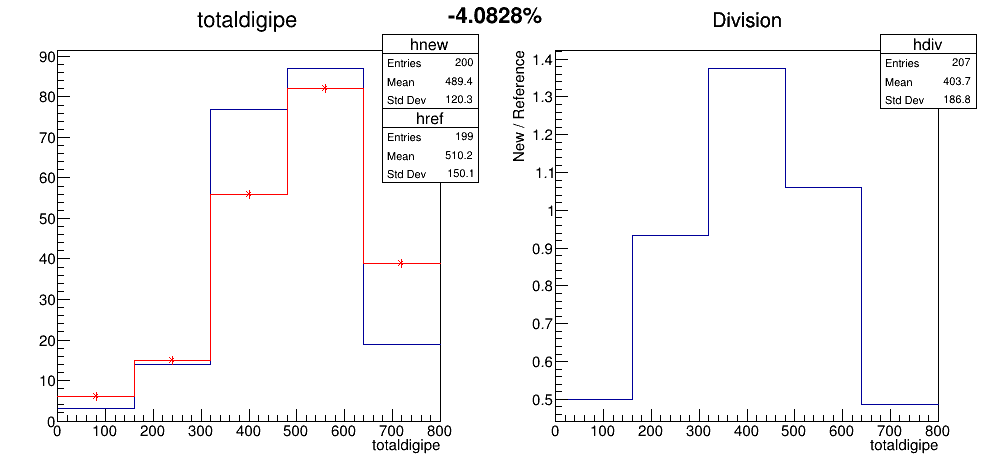 -4.0828%
totaldigipe
hnew
Entries 200
Mean 489.4
Std Dev 120.3
href
Entries 199
Mean 510.2
Std Dev 150.1
90
80
70
60
50
40
30
20
10
0
0 100 200 300 400 500 600 700 800
totaldigipe
Division
hdiv
Entries 207
Mean 403.7
Std Dev 186.8
New / Reference
1.4
1.3
1.2
1.1
1
0.9
0.8
0.7
0.6
0.5
0 100 200 300 400 500 600 700 800
totaldigipe